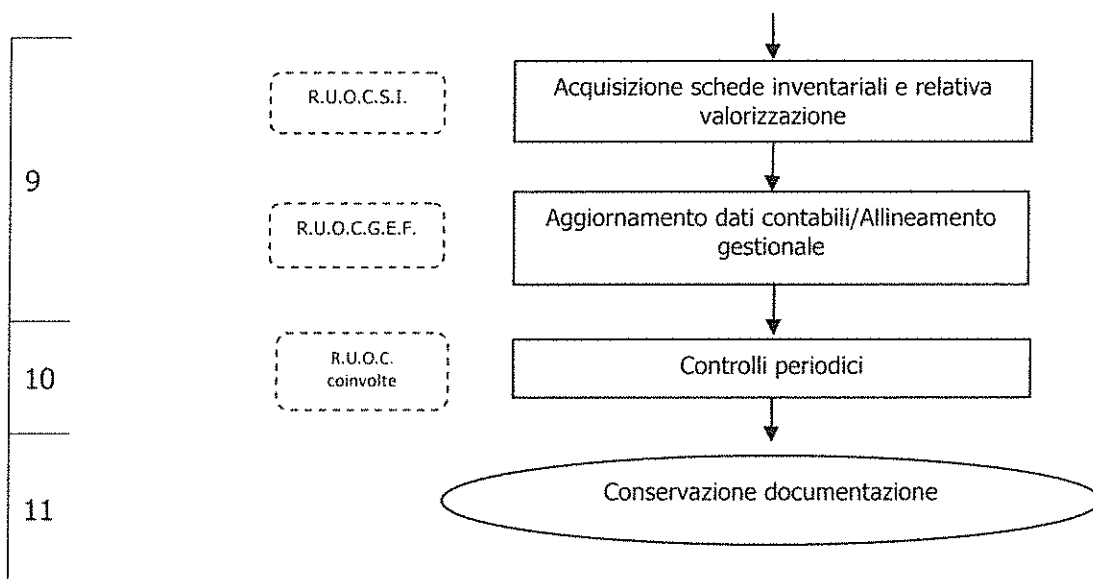 9
R.U.O.C.S.I.
Acquisizione schede inventariali e relativa
valorizzazione
R.U.O.C.G.E.F.
Aggiornamento dati contabili/Allineamento
gestionale
10
R.U.O.C.
coinvolte
Controlli periodici
11
Conservazione documentazione